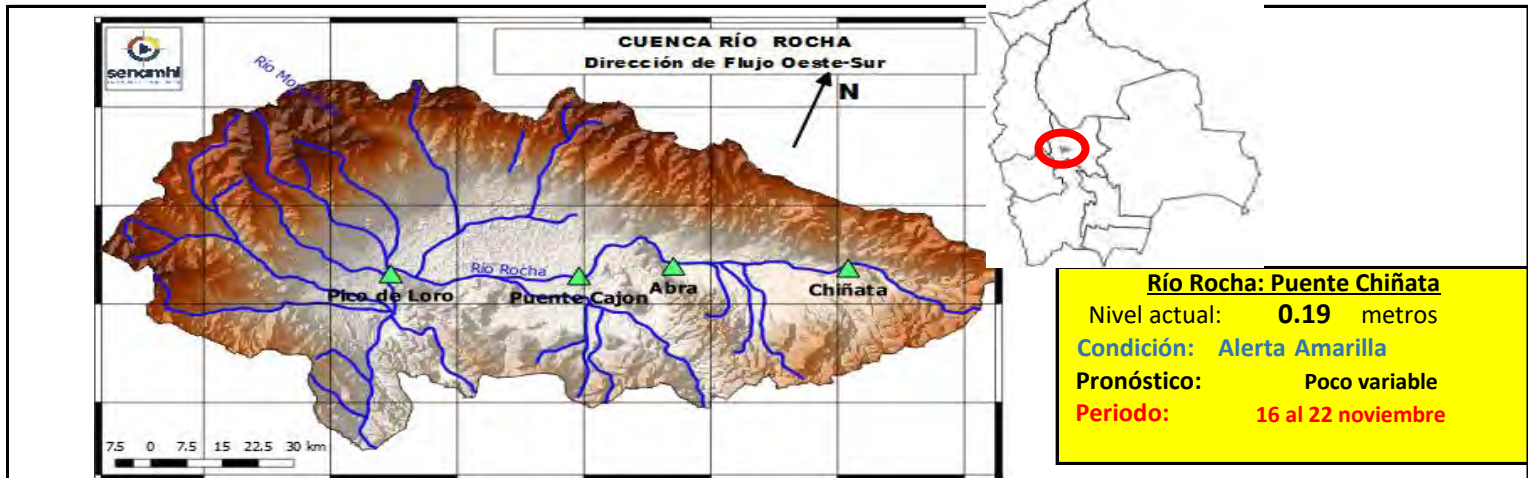 senamhi
CUENCA RÍO ROCHA
Dirección de Flujo Oeste-Sur
N
Río Rocha
Pico de Loro
Puente Cajon
Abra
Chiñata
7.5 0 7.5 15 22.5 30 km
Río Rocha: Puente Chiñata
Nivel actual: 0.19 metros
Condición: Alerta Amarilla
Pronóstico: Poco variable
Periodo: 16 al 22 noviembre